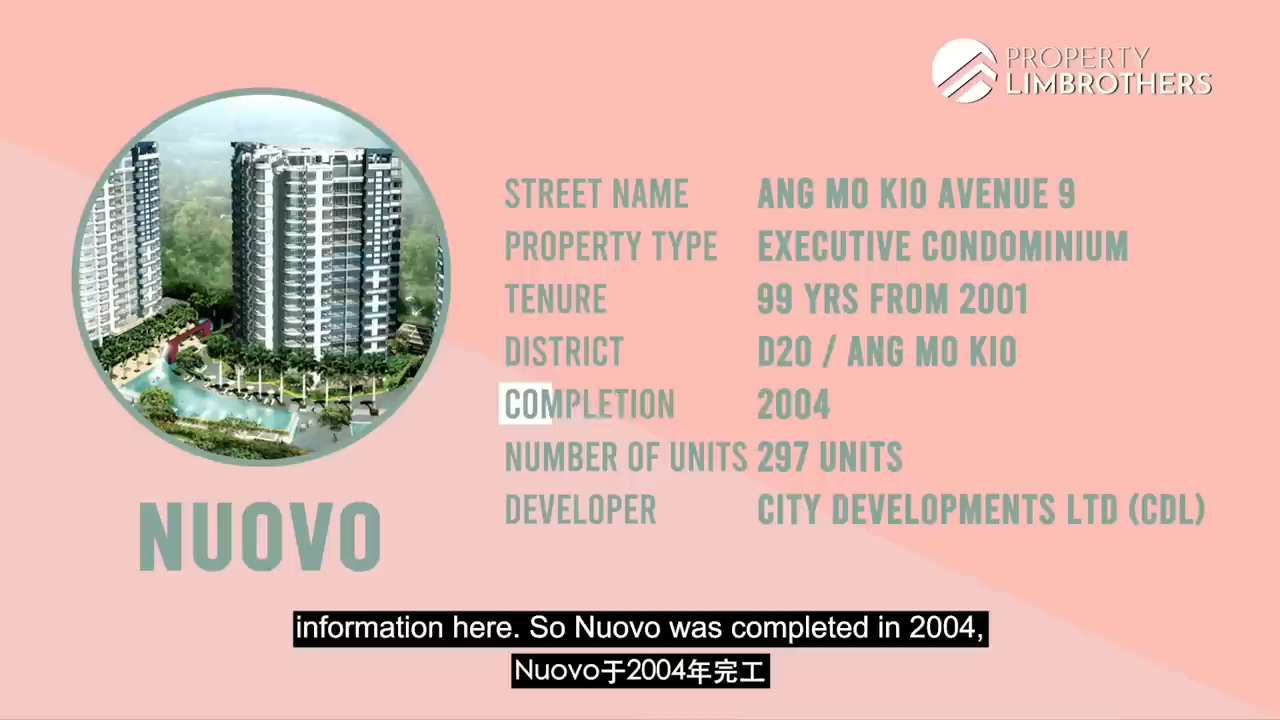 PROPERTY
LIMBROTHERS
STREET NAME ANG MO KIO AVENUE 9
PROPERTY TYPE EXECUTIVE CONDOMINIUM
TENURE 99 YRS FROM 2001
DISTRICT D20 / ANG MO KIO
COMPLETION 2004
NUMBER OF UNITS 297 UNITS
DEVELOPER CITY DEVELOPMENTS LTD (CDL)
NUOVO
information here. So Nuovo was completed in 2004,
Nuovo于2004年完工